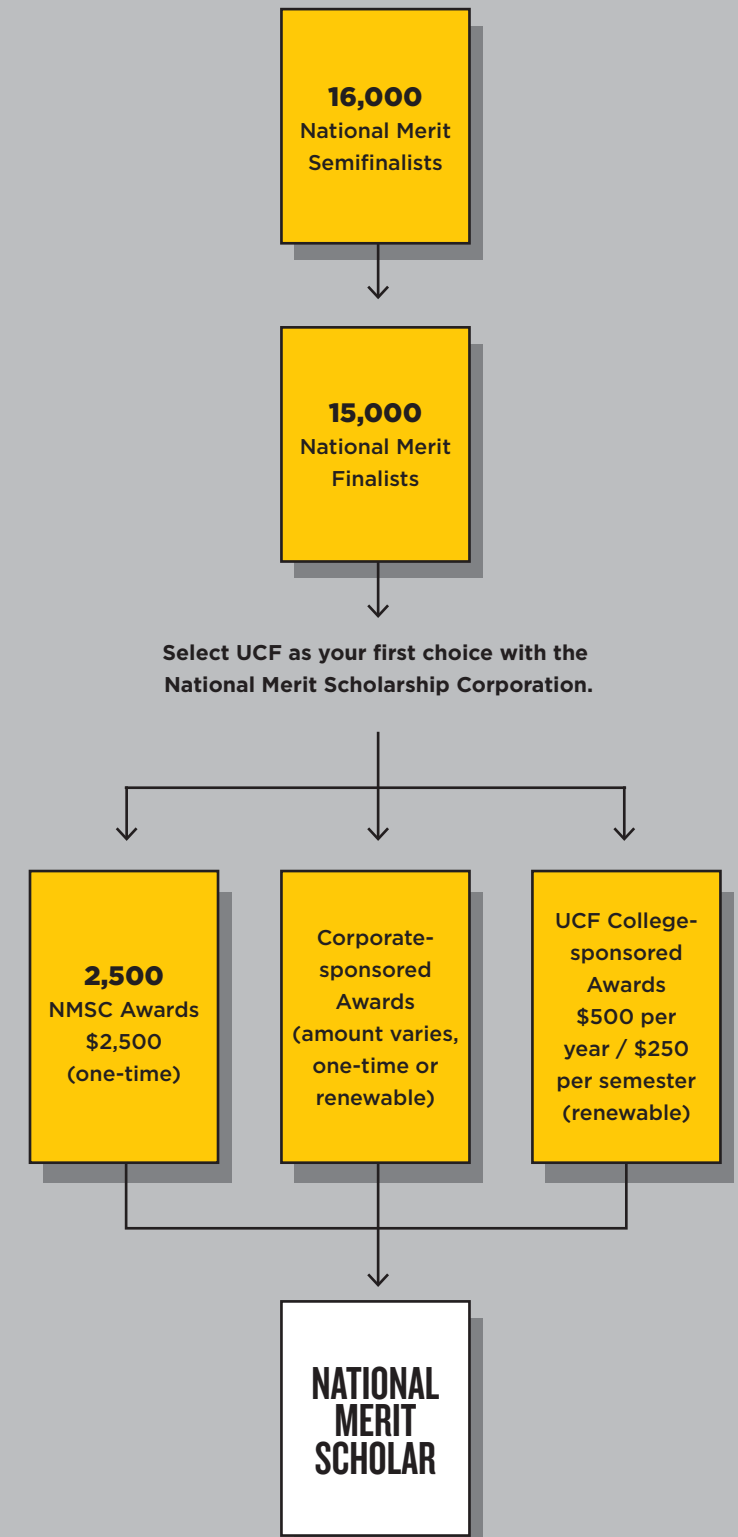 16,000
National Merit
Semifinalists
15,000
National Merit
Finalists
Select UCF as your first choice with the
National Merit Scholarship Corporation.
2,500
NMSC Awards
$2,500
(one-time)
Corporate-
sponsored
Awards
(amount varies,
one-time or
renewable)
UCF College-
sponsored
Awards
$500 per
year / $250
per semester
(renewable)
NATIONAL
MERIT
SCHOLAR